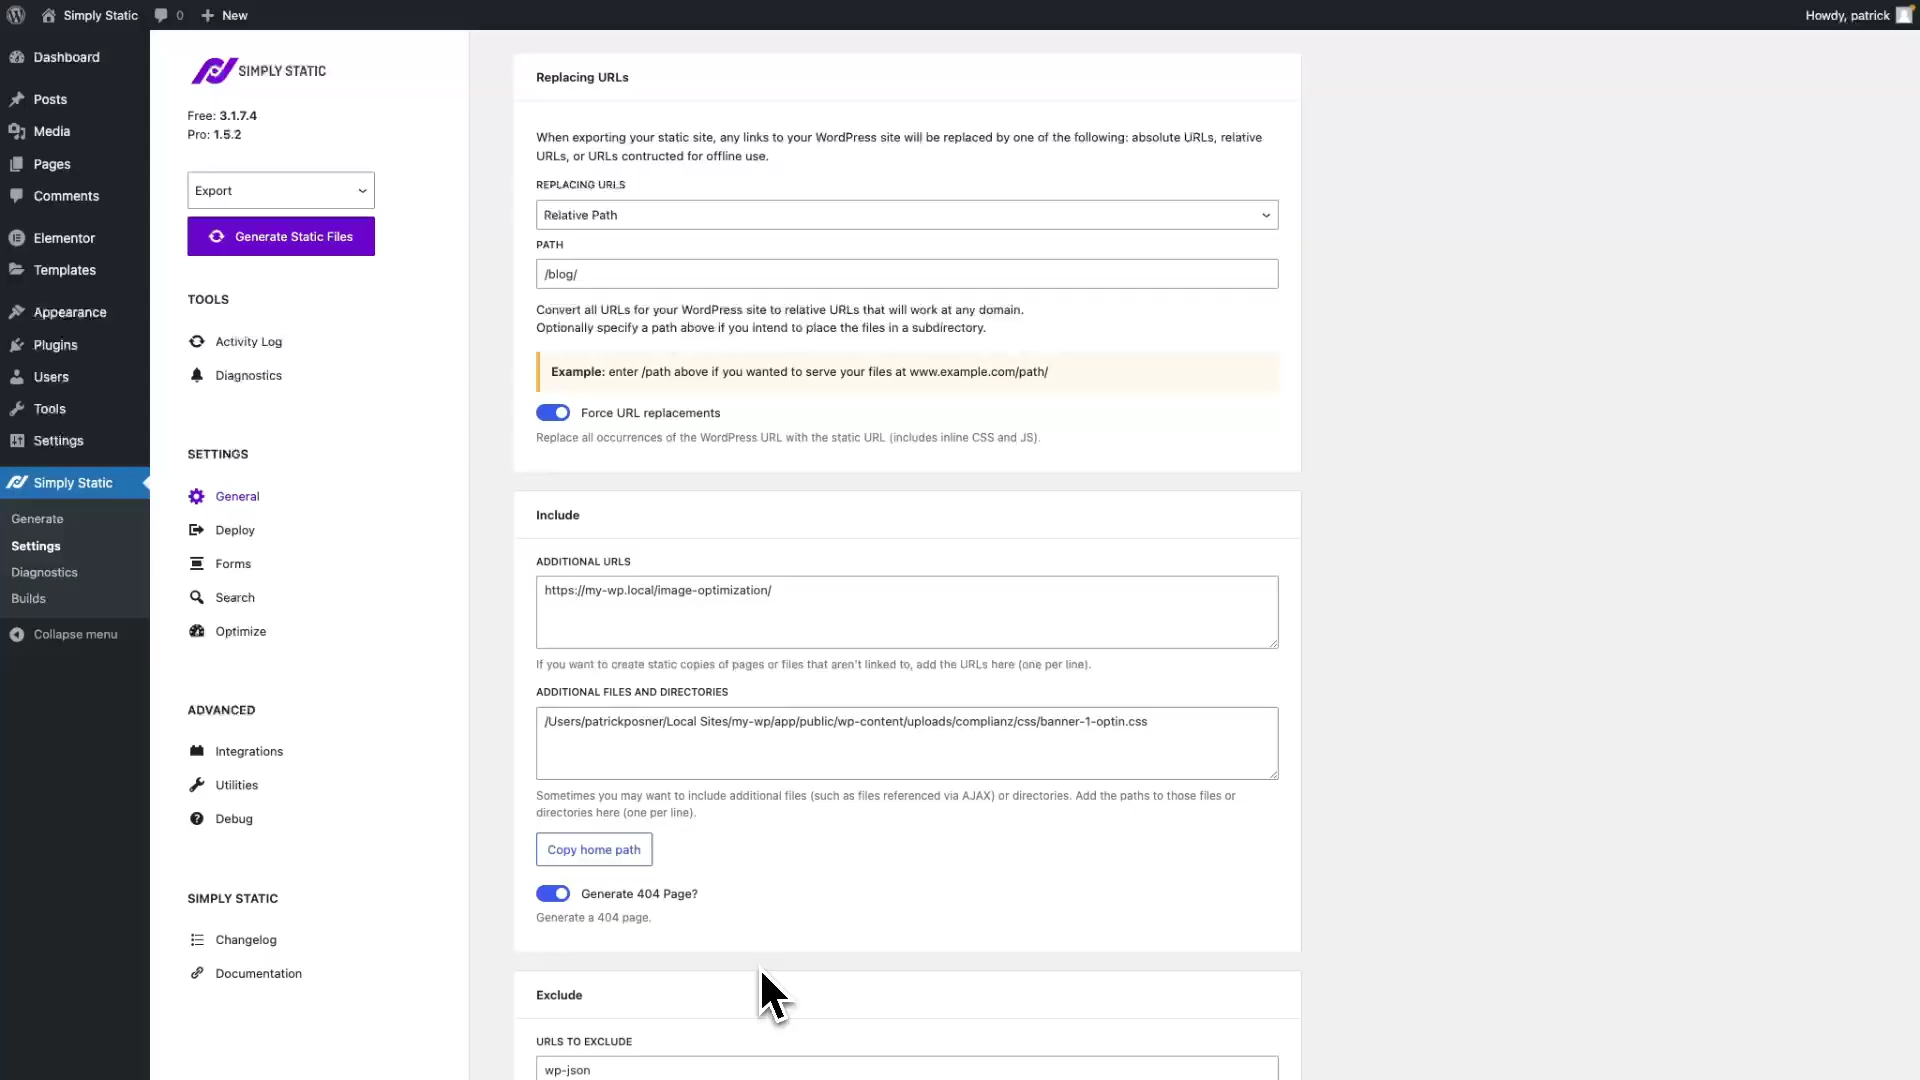 Simply Static
0
New
Howdy, patrick
Dashboard
Posts
Media
Pages
Comments
Elementor
Templates
Appearance
Plugins
Users
Tools
Settings
Simply Static
Generate
Settings
Diagnostics
Builds
Collapse menu
SIMPLY STATIC
Free: 3.1.7.4
Pro: 1.5.2
Export
Generate Static Files
TOOLS
Activity Log
Diagnostics
SETTINGS
General
Deploy
Forms
Search
Optimize
ADVANCED
Integrations
Utilities
Debug
SIMPLY STATIC
Changelog
Documentation
Replacing URLs
When exporting your static site, any links to your WordPress site will be replaced by one of the following: absolute URLs, relative
URLs, or URLs contructed for offline use.
REPLACING URLS
Relative Path
PATH
/blog/
Convert all URLs for your WordPress site to relative URLs that will work at any domain.
Optionally specify a path above if you intend to place the files in a subdirectory.
Example: enter /path above if you wanted to serve your files at www.example.com/path/
Force URL replacements
Replace all occurrences of the WordPress URL with the static URL (includes inline CSS and JS).
Include
ADDITIONAL URLS
https://my-wp.local/image-optimization/
If you want to create static copies of pages or files that aren't linked to, add the URLs here (one per line).
ADDITIONAL FILES AND DIRECTORIES
/Users/patrickposner/Local Sites/my-wp/app/public/wp-content/uploads/complianz/css/banner-1-optin.css
Sometimes you may want to include additional files (such as files referenced via AJAX) or directories. Add the paths to those files or
directories here (one per line).
Copy home path
Generate 404 Page?
Generate a 404 page.
Exclude
URLS TO EXCLUDE
wp-json